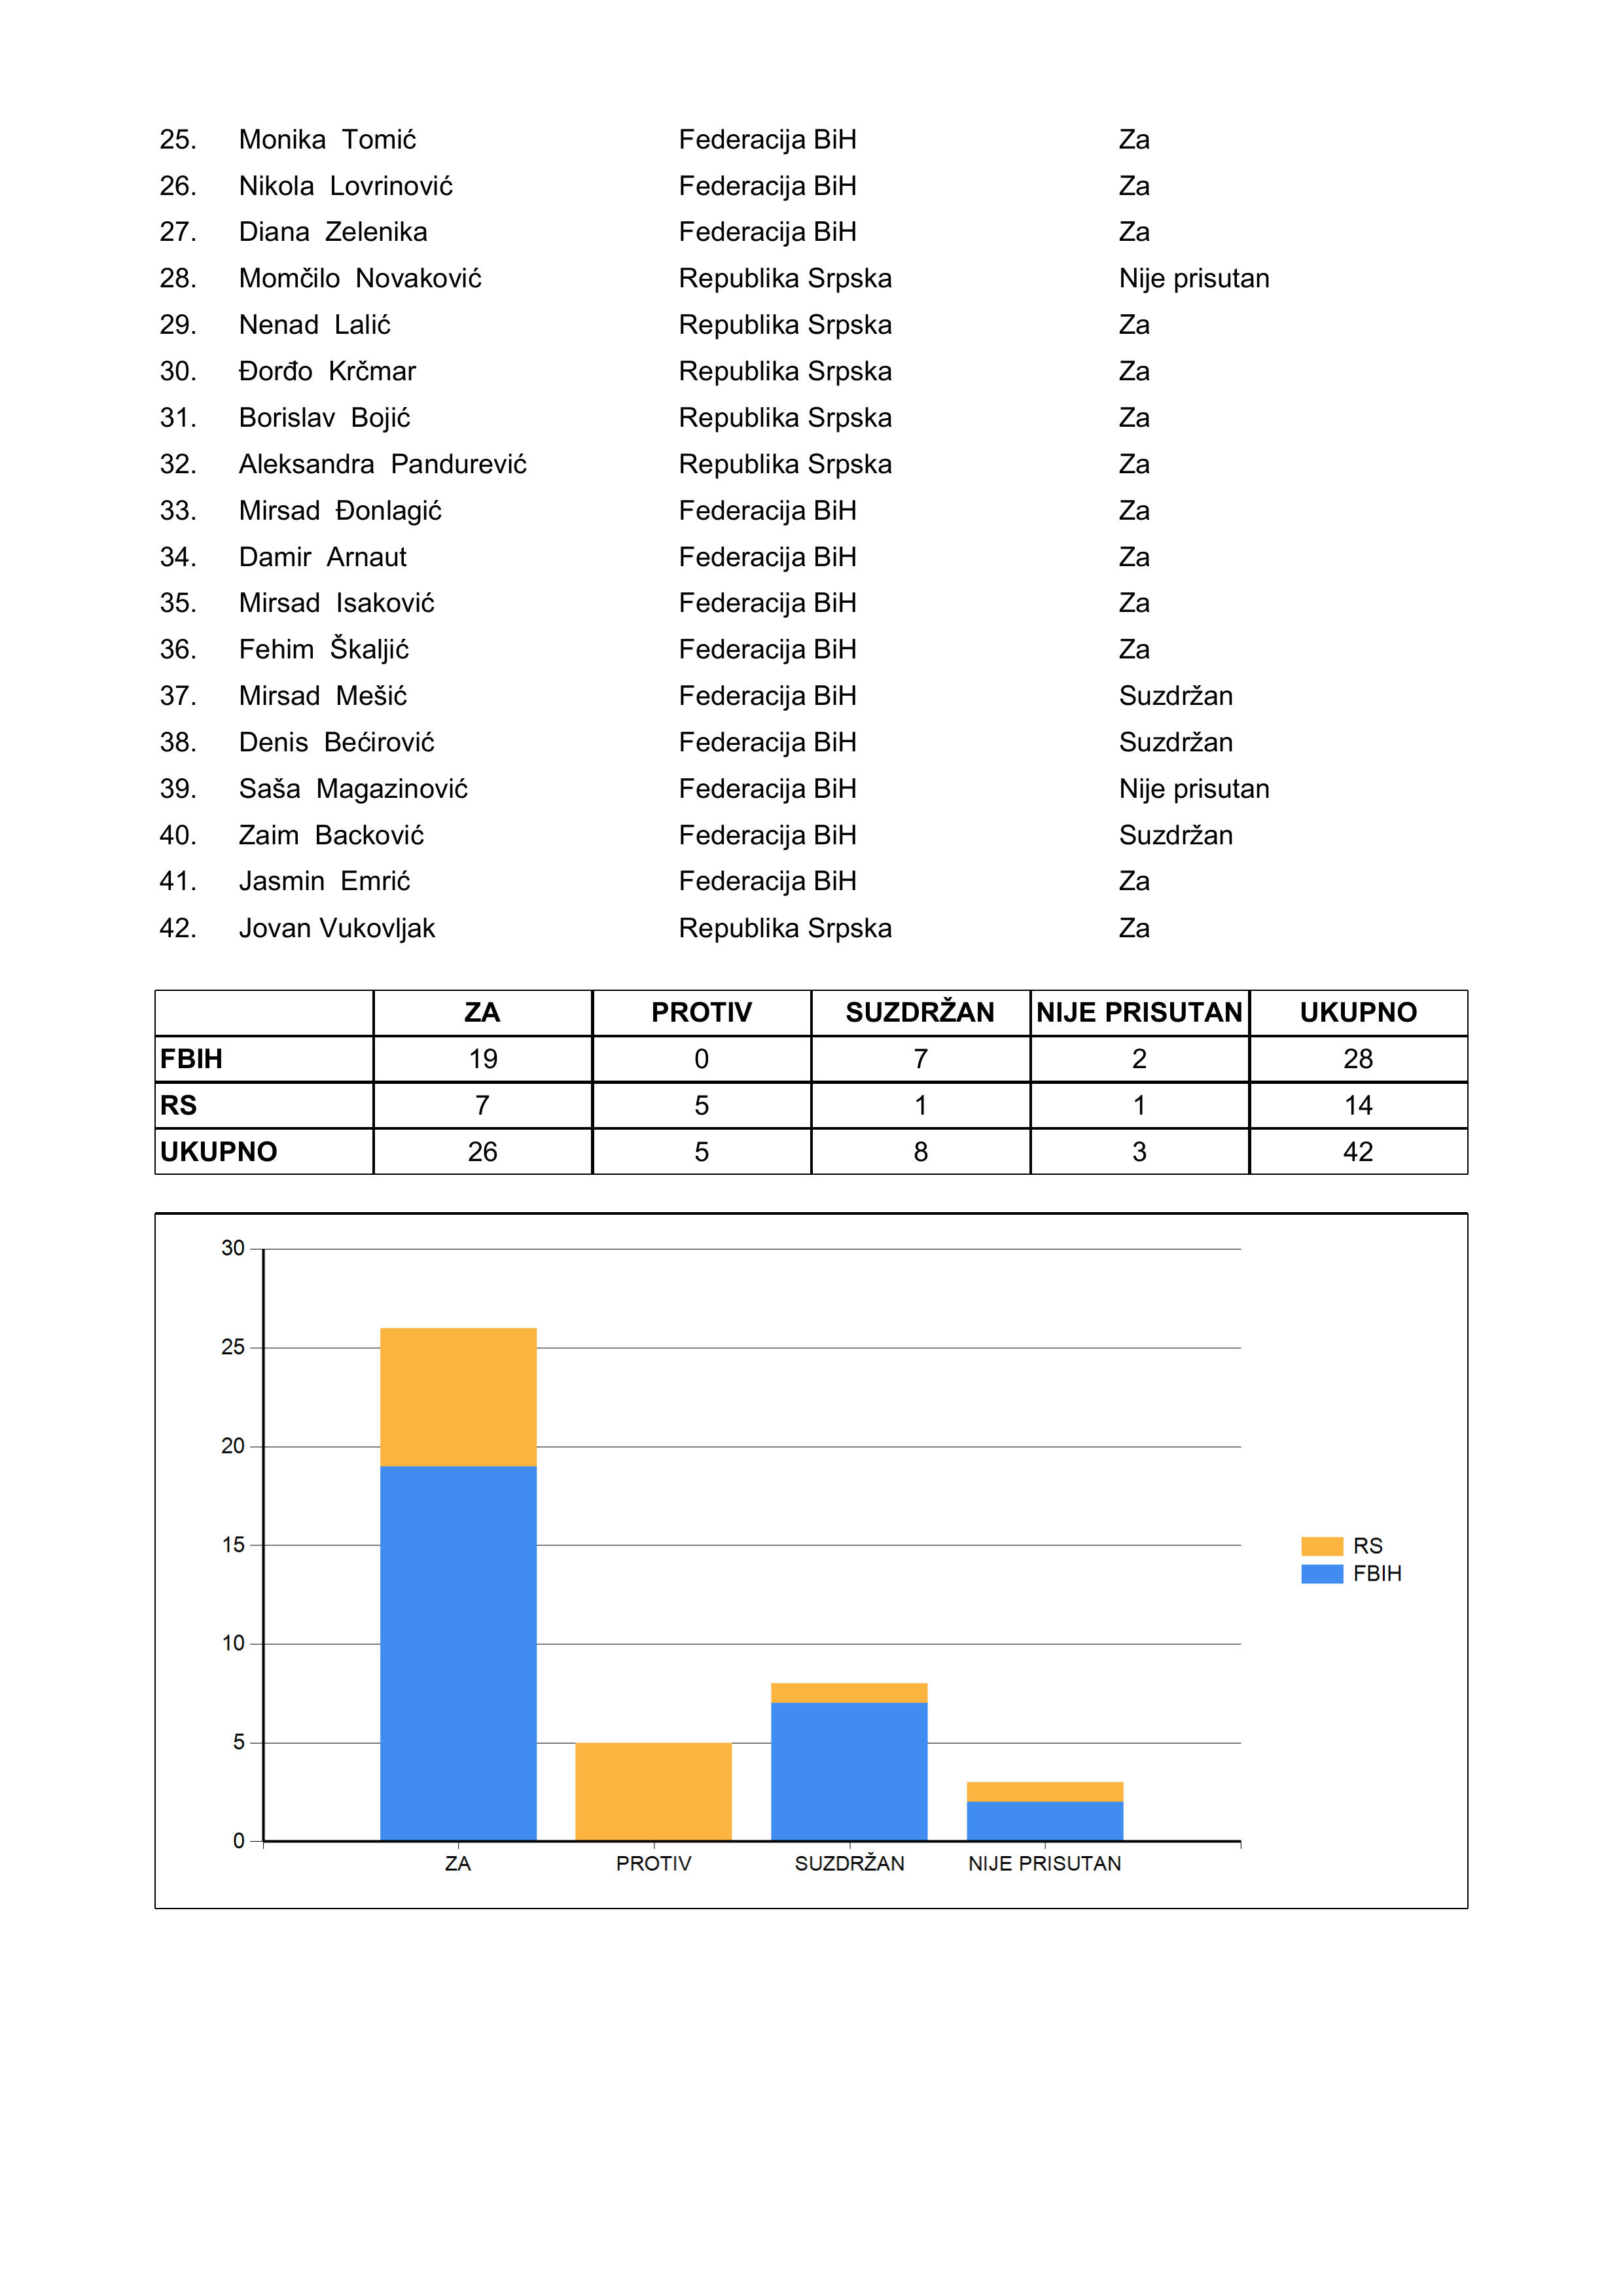 25. Monika Tomić Federacija BiH Za
26. Nikola Lovrinović Federacija BiH Za
27. Diana Zelenika Federacija BiH Za
28. Momčilo Novaković Republika Srpska Nije prisutan
29. Nenad Lalić Republika Srpska Za
30. Đorđo Krčmar Republika Srpska Za
31. Borislav Bojić Republika Srpska Za
32. Aleksandra Pandurević Republika Srpska Za
33. Mirsad Đonlagić Federacija BiH Za
34. Damir Arnaut Federacija BiH Za
35. Mirsad Isaković Federacija BiH Za
36. Fehim Škaljić Federacija BiH Za
37. Mirsad Mešić Federacija BiH Suzdržan
38. Denis Bećirović Federacija BiH Suzdržan
39. Saša Magazinović Federacija BiH Nije prisutan
40. Zaim Backović Federacija BiH Suzdržan
41. Jasmin Emrić Federacija BiH Za
42. Jovan Vukovljak Republika Srpska Za
ZA PROTIV SUZDRŽAN NIJE PRISUTAN UKUPNO
FBIH 19 0 7 2 28
RS 7 5 1 1 14
UKUPNO 26 5 8 3 42
30
25
20
15
10
5
0
ZA PROTIV SUZDRŽAN NIJE PRISUTAN
RS
FBIH